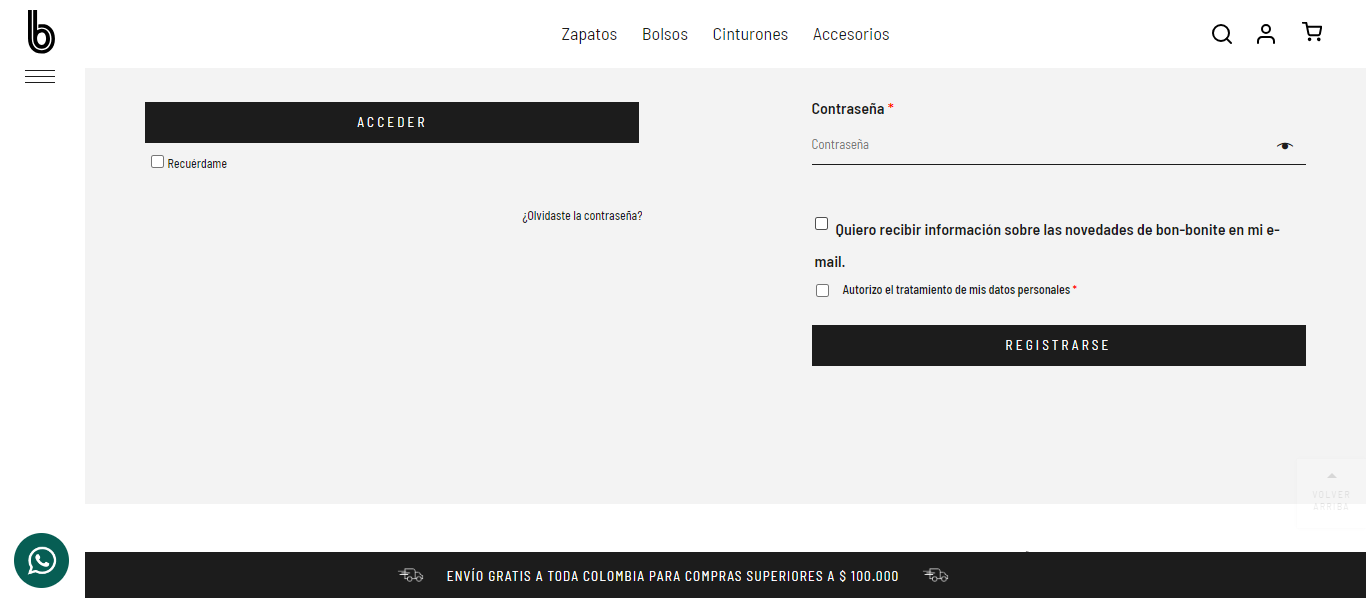 b
Zapatos Bolsos Cinturones Accesorios
ACCEDER
Recuérdame
¿Olvidaste la contraseña?
Contraseña *
Contraseña
Quiero recibir información sobre las novedades de bon-bonite en mi e-
mail.
Autorizo el tratamiento de mis datos personales *
REGISTRARSE
VOLVER
ARRIBA
ENVÍO GRATIS A TODA COLOMBIA PARA COMPRAS SUPERIORES A $ 100.000